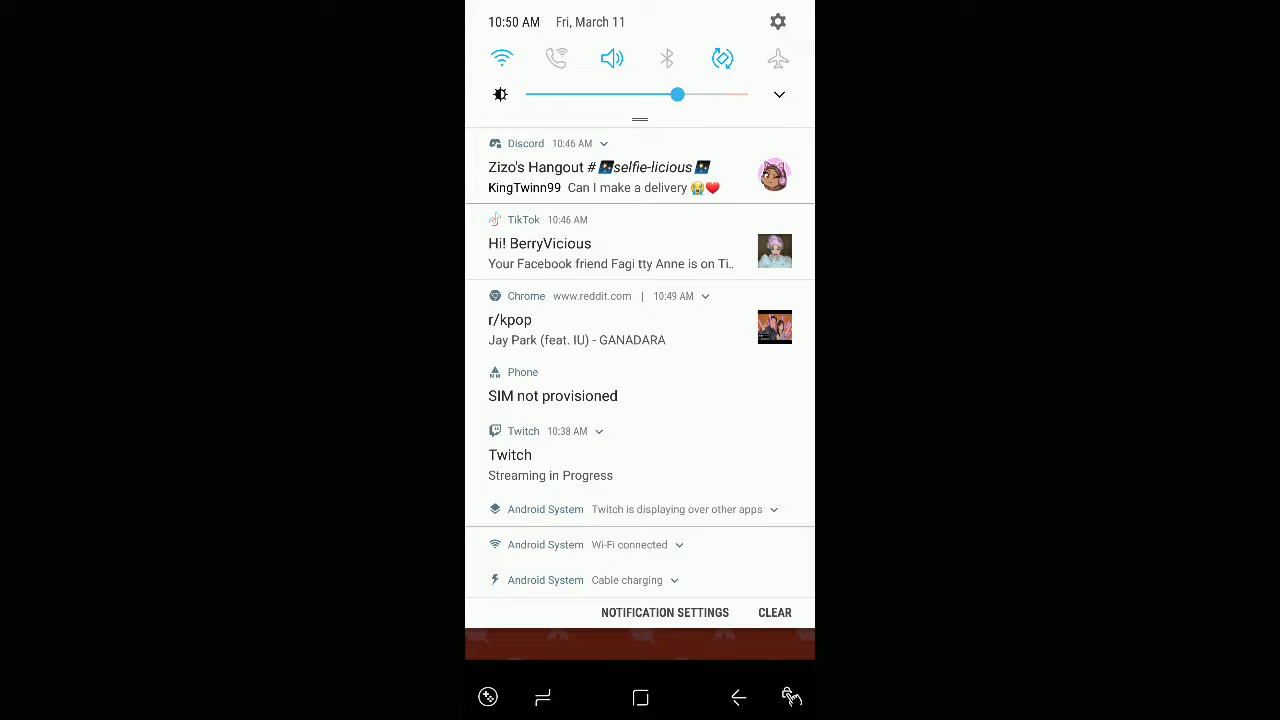 10:50 AM Fri, March 11
Discord 10:46 AM
Zizo's Hangout #🌃selfie-licious🌃
KingTwinn99 Can I make a delivery 😭❤️
TikTok 10:46 AM
Hi! BerryVicious
Your Facebook friend Fagi tty Anne is on Ti..
Chrome www.reddit.com | 10:49 AM
r/kpop
Jay Park (feat. IU) - GANADARA
Phone
SIM not provisioned
Twitch 10:38 AM
Twitch
Streaming in Progress
Android System Twitch is displaying over other apps
Android System Wi-Fi connected
Android System Cable charging
NOTIFICATION SETTINGS CLEAR